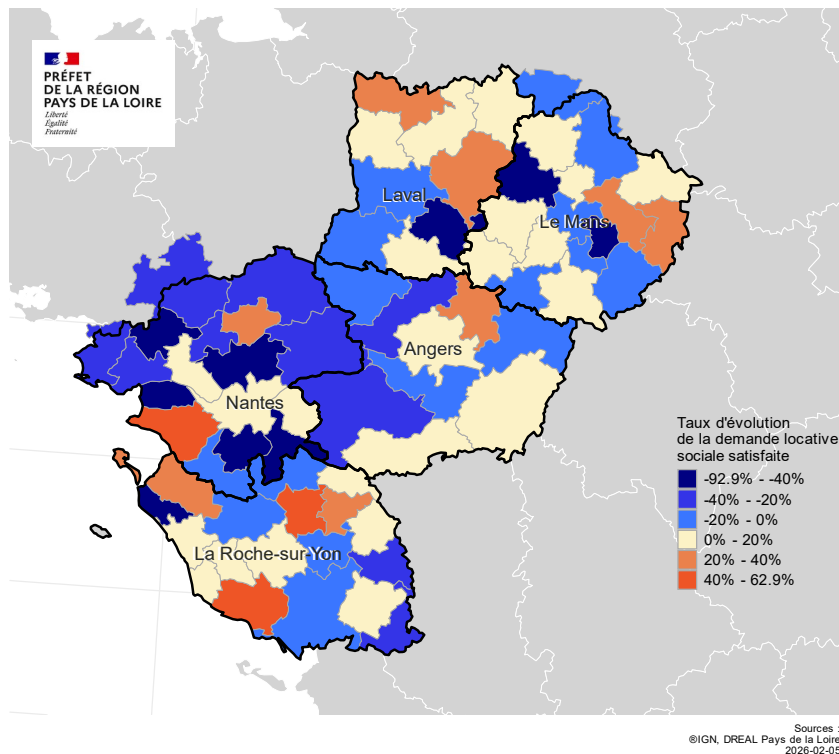 PRÉFET
DE LA RÉGION
PAYS DE LA LOIRE
Liberté
Égalité
Fraternité
Laval
Le Mans
Angers
Nantes
La Roche-sur-Yon
Taux d'évolution
de la demande locative
sociale satisfaite
-92.9% - -40%
-40% - -20%
-20% - 0%
0% - 20%
20% - 40%
40% - 62.9%
Sources :
©IGN, DREAL Pays de la Loire
2026-02-05